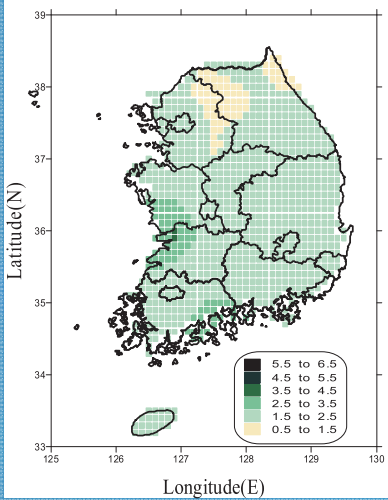 39
38
37
36
35
34
33
Latitude(N)
5.5 to 6.5
4.5 to 5.5
3.5 to 4.5
2.5 to 3.5
1.5 to 2.5
0.5 to 1.5
125 126 127 128 129 130
Longitude(E)